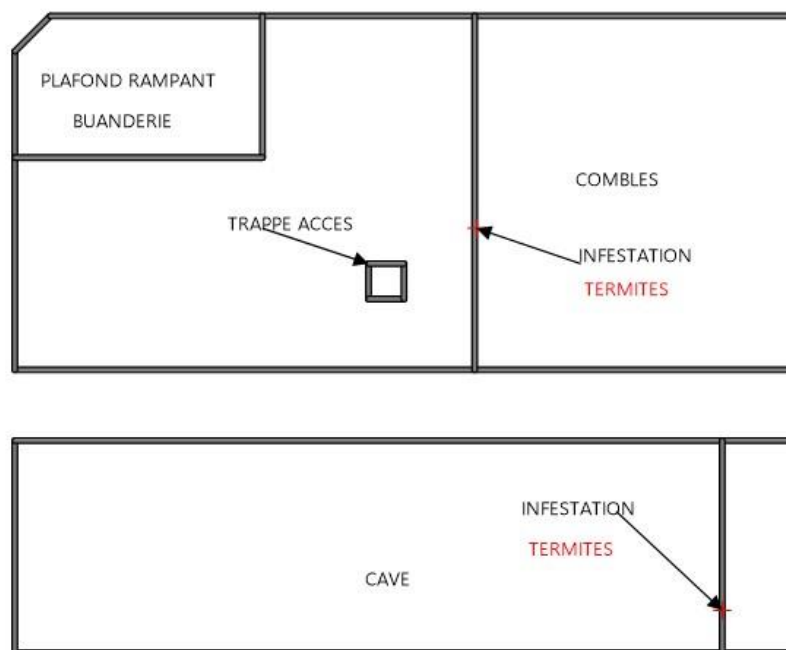 PLAFOND RAMPANT
BUANDERIE
COMBLES
TRAPPE ACCES
INFESTATION
TERMITES
INFESTATION
TERMITES
CAVE